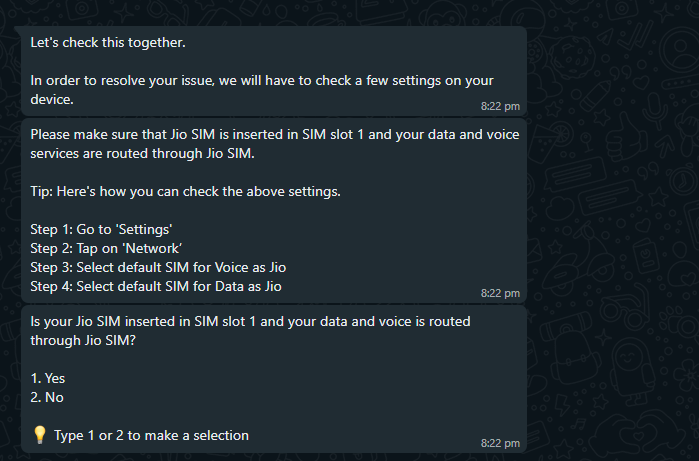 Let's check this together.
In order to resolve your issue, we will have to check a few settings on your
device.
8:22 pm
Please make sure that Jio SIM is inserted in SIM slot 1 and your data and voice
services are routed through Jio SIM.
Tip: Here's how you can check the above settings.
Step 1: Go to 'Settings'
Step 2: Tap on 'Network’
Step 3: Select default SIM for Voice as Jio
Step 4: Select default SIM for Data as Jio
8:22 pm
Is your Jio SIM inserted in SIM slot 1 and your data and voice is routed
through Jio SIM?
1. Yes
2. No
💡 Type 1 or 2 to make a selection
8:22 pm